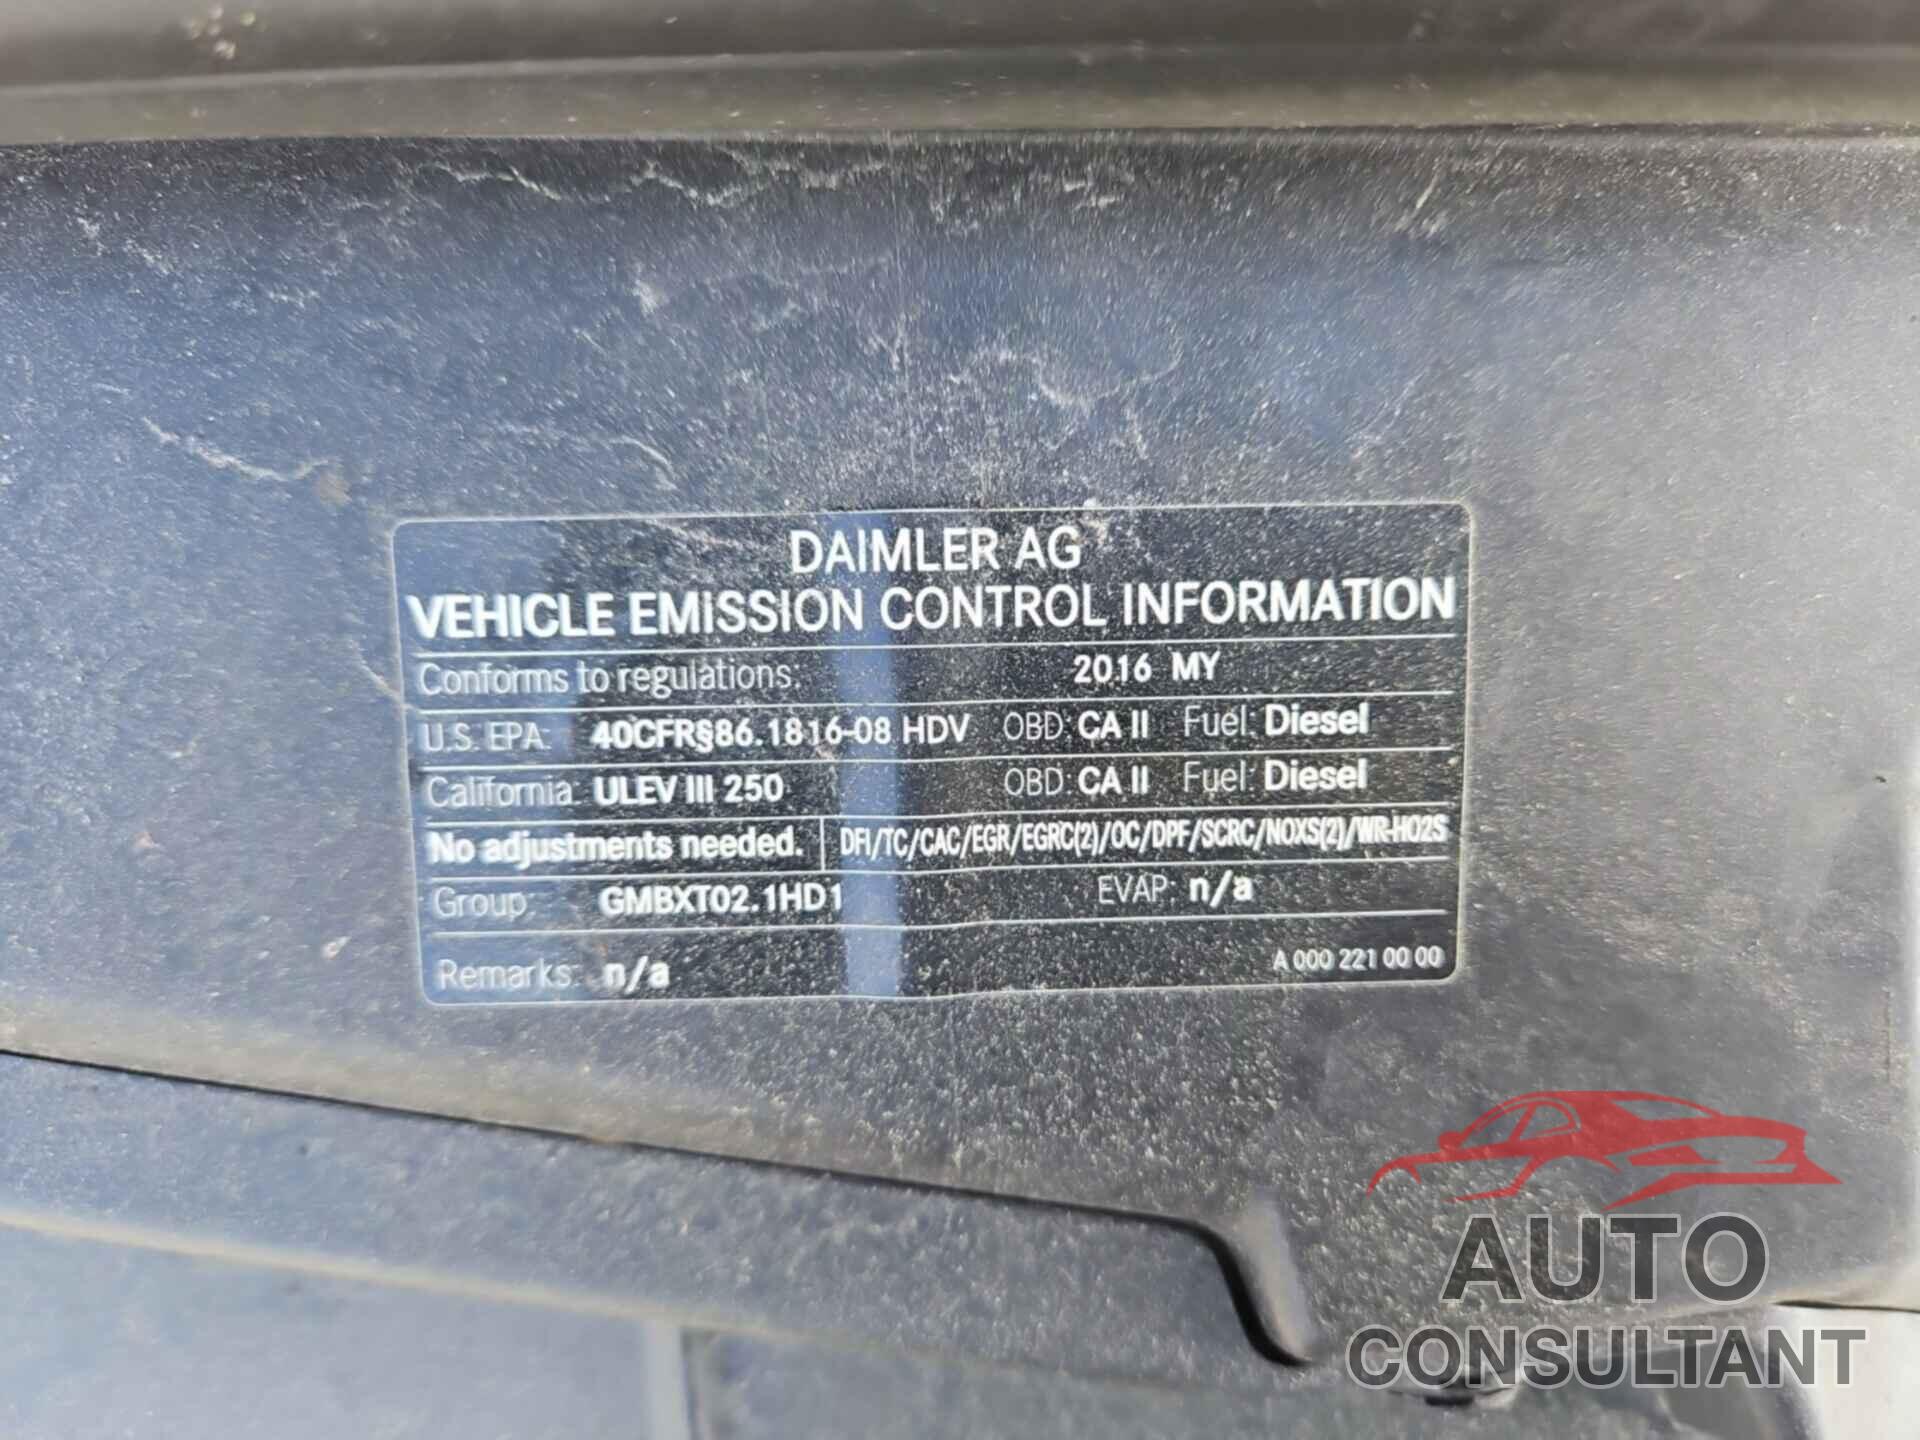 DAIMLER AG
VEHICLE EMISSION CONTROL INFORMATION
Conforms to regulations: 2016 MY
U.S. EPA: 40CFR§86.1816-08 HDV OBD: CA II Fuel: Diesel
California: ULEV III 250 OBD: CA II Fuel: Diesel
No adjustments needed. DFI/TC/CAC/EGR/EGRC(2)/OC/DPF/SCRC/NOXS(2)/WR-HO2S
Group: GMBXT02.1HD1 EVAP: n/a
Remarks: n/a A 000 221 00 00
AUTO
CONSULTANT